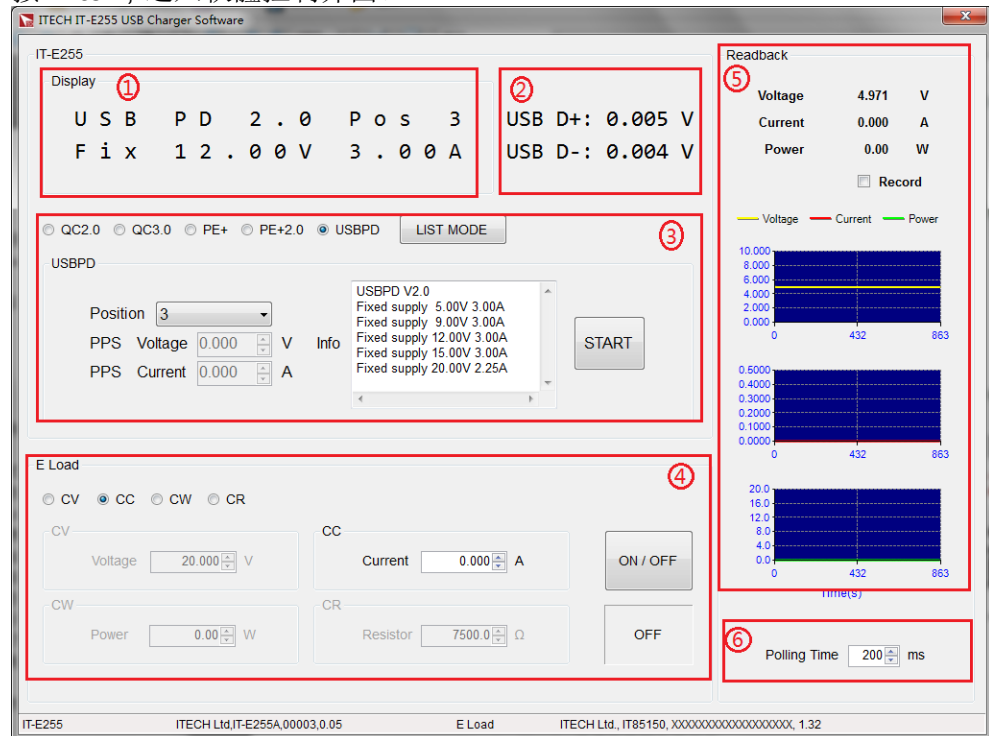 ITECH IT-E255 USB Charger Software
IT-E255
Display
①
USB PD 2.0 Pos 3
Fix 12.00V 3.00A
②
USB D+: 0.005 V
USB D-: 0.004 V
③
QC2.0 QC3.0 PE+ PE+2.0 USBPD LIST MODE
USBPD
Position 3
PPS Voltage 0.000 V
PPS Current 0.000 A
Info
USBPD V2.0
Fixed supply 5.00V 3.00A
Fixed supply 9.00V 3.00A
Fixed supply 12.00V 3.00A
Fixed supply 15.00V 3.00A
Fixed supply 20.00V 2.25A
START
E Load
④
CV CC CW CR
CV
Voltage 20.000 V
CC
Current 0.000 A
ON / OFF
CW
Power 0.00 W
CR
Resistor 7500.0 Ω
OFF
Readback
⑤
Voltage 4.971 V
Current 0.000 A
Power 0.00 W
Record
Voltage Current Power
10.000
8.000
6.000
4.000
2.000
0.000
0 432 863
0.5000
0.4000
0.3000
0.2000
0.1000
0.0000
0 432 863
20.0
16.0
12.0
8.0
4.0
0.0
0 432 863
Time(s)
⑥
Polling Time 200 ms
IT-E255 ITECH Ltd,IT-E255A,00003,0.05 E Load ITECH Ltd., IT85150, XXXXXXXXXXXXXXXXXX, 1.32